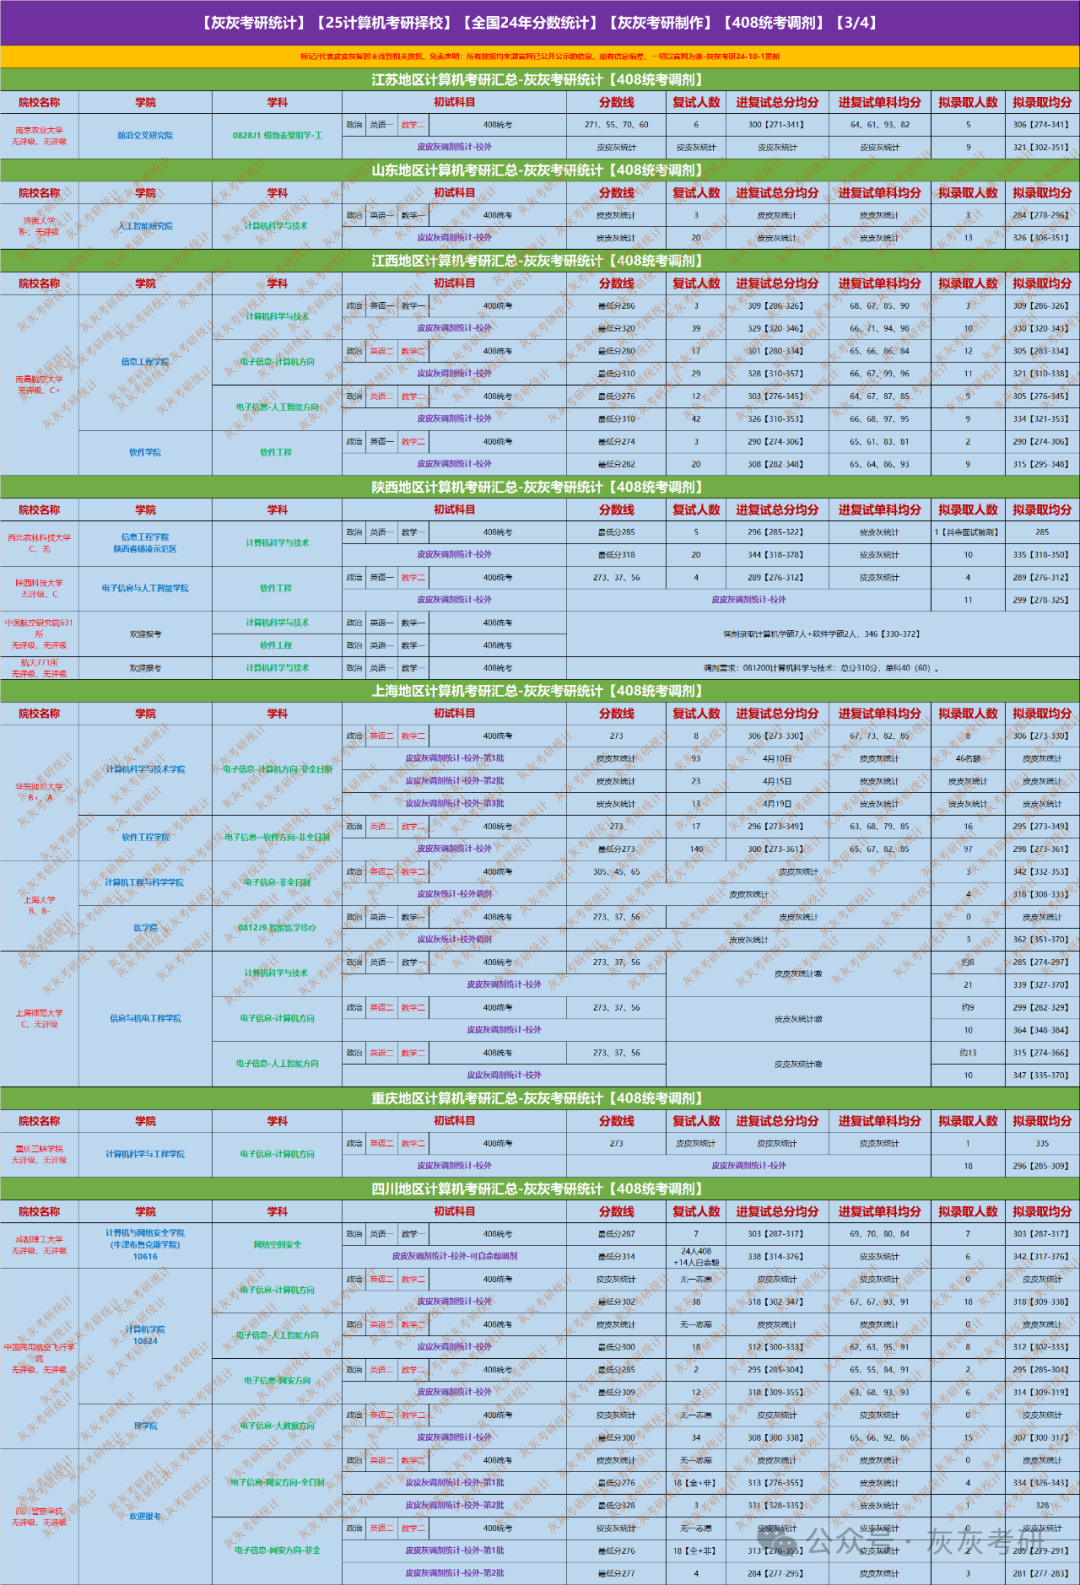 【灰灰考研统计】【25计算机考研择校】【全国24年分数统计】【灰灰考研制作】【408统考调剂】【3/4】
标记/代表皮皮灰暂时未找到相关数据。免责声明：所有数据均来源官网已公开公示的信息，如有信息偏差，一切以官网为准-灰灰考研24-10-1更新
江苏地区计算机考研汇总-灰灰考研统计【408统考调剂】
院校名称 学院 学科 初试科目 分数线 复试人数 进复试总分均分 进复试单科均分 拟录取人数 拟录取均分
南京农业大学 无评级、无评级 前沿交叉研究院 0828J1 植物表型组学-工 政治 英语一 数学二 408统考 271、55、70、60 6 300【271-341】 64、61、93、82 5 306【274-341】
皮皮灰调剂统计-校外 皮皮灰统计 皮皮灰统计 皮皮灰统计 皮皮灰统计 9 321【302-351】
山东地区计算机考研汇总-灰灰考研统计【408统考调剂】
院校名称 学院 学科 初试科目 分数线 复试人数 进复试总分均分 进复试单科均分 拟录取人数 拟录取均分
济南大学 B-、无评级 人工智能研究院 计算机科学与技术 政治 英语一 数学一 408统考 皮皮灰统计 3 皮皮灰统计 皮皮灰统计 3 284【278-296】
皮皮灰调剂统计-校外 皮皮灰统计 20 皮皮灰统计 皮皮灰统计 13 326【306-351】
江西地区计算机考研汇总-灰灰考研统计【408统考调剂】
院校名称 学院 学科 初试科目 分数线 复试人数 进复试总分均分 进复试单科均分 拟录取人数 拟录取均分
南昌航空大学 无评级、C+ 信息工程学院 计算机科学与技术 政治 英语一 数学一 408统考 最低分286 3 309【286-326】 68、67、85、90 3 309【286-326】
皮皮灰调剂统计-校外 最低分320 39 329【320-346】 66、71、94、98 10 330【320-343】
电子信息-计算机方向 政治 英语二 数学二 408统考 最低分280 17 301【280-334】 65、66、86、84 12 305【283-334】
皮皮灰调剂统计-校外 最低分310 29 328【310-357】 66、67、99、96 11 321【310-338】
电子信息-人工智能方向 政治 英语二 数学二 408统考 最低分276 12 303【276-345】 64、67、87、85 9 305【276-345】
皮皮灰调剂统计-校外 最低分310 42 326【310-353】 66、68、97、95 9 334【321-353】
软件学院 软件工程 政治 英语一 数学二 408统考 最低分274 3 290【274-306】 65、61、83、81 2 290【274-306】
皮皮灰调剂统计-校外 最低分282 20 308【282-348】 65、64、86、93 9 315【295-348】
陕西地区计算机考研汇总-灰灰考研统计【408统考调剂】
院校名称 学院 学科 初试科目 分数线 复试人数 进复试总分均分 进复试单科均分 拟录取人数 拟录取均分
西北农林科技大学 C、无 信息工程学院 陕西省杨凌示范区 计算机科学与技术 政治 英语一 数学一 408统考 最低分285 5 296【285-322】 皮皮灰统计 1【其余面试被刷】 285
皮皮灰调剂统计-校外 最低分318 20 344【318-378】 皮皮灰统计 10 335【318-350】
陕西科技大学 无评级、C 电子信息与人工智能学院 软件工程 政治 英语一 数学二 408统考 273、37、56 4 289【276-312】 皮皮灰统计 4 289【276-312】
皮皮灰调剂统计-校外 皮皮灰调剂统计-校外 11 299【278-325】
中国航空研究院631所 无评级、无评级 欢迎报考 计算机科学与技术 政治 英语一 数学一 408统考 调剂录取计算机学硕7人+软件学硕2人，346【330-372】
软件工程 政治 英语一 数学一 408统考
航天771所 无评级、无评级 欢迎报考 计算机科学与技术 政治 英语一 数学一 408统考 调剂需求：081200计算机科学与技术：总分310分，单科40（60）。
上海地区计算机考研汇总-灰灰考研统计【408统考调剂】
院校名称 学院 学科 初试科目 分数线 复试人数 进复试总分均分 进复试单科均分 拟录取人数 拟录取均分
华东师范大学 B+、A 计算机科学与技术学院 电子信息-计算机方向-非全日制 政治 英语二 数学二 408统考 273 8 306【273-330】 67、73、82、85 8 306【273-330】
皮皮灰调剂统计-校外-第1批 皮皮灰统计 93 4月10日 皮皮灰统计 46名额 皮皮灰统计
皮皮灰调剂统计-校外-第2批 皮皮灰统计 23 4月15日 皮皮灰统计 皮皮灰统计 皮皮灰统计
皮皮灰调剂统计-校外-第3批 皮皮灰统计 13 4月19日 皮皮灰统计 皮皮灰统计 皮皮灰统计
软件工程学院 电子信息--软件方向-非全日制 政治 英语二 数学二 408统考 273 17 296【273-349】 63、68、79、85 16 295【273-349】
皮皮灰调剂统计-校外 最低分273 140 300【273-361】 65、67、82、85 97 298【273-361】
上海大学 B、B- 计算机工程与科学学院 电子信息-非全日制 政治 英语二 数学二 408统考 305、45、65 皮皮灰统计 3 342【332-353】
皮皮灰统计-校外调剂 皮皮灰统计 4 318【308-333】
医学院 0812J9 智能医学诊疗 政治 英语一 数学一 408统考 273、37、56 皮皮灰统计 0 皮皮灰统计
皮皮灰统计-校外调剂 皮皮灰统计 3 362【351-370】
上海师范大学 C、无评级 信息与机电工程学院 计算机科学与技术 政治 英语一 数学一 408统考 273、37、56 皮皮灰统计撒 约8 285【274-297】
皮皮灰调剂统计-校外 21 339【327-370】
电子信息-计算机方向 政治 英语二 数学二 408统考 273、37、56 皮皮灰统计撒 约9 299【282-329】
皮皮灰调剂统计-校外 10 364【348-384】
电子信息-人工智能方向 政治 英语二 数学二 408统考 273、37、56 皮皮灰统计撒 约13 315【274-366】
皮皮灰调剂统计-校外 10 347【335-370】
重庆地区计算机考研汇总-灰灰考研统计【408统考调剂】
院校名称 学院 学科 初试科目 分数线 复试人数 进复试总分均分 进复试单科均分 拟录取人数 拟录取均分
重庆三峡学院 无评级、无评级 计算机科学与工程学院 电子信息-计算机方向 政治 英语二 数学二 408统考 273 皮皮灰统计 皮皮灰统计 皮皮灰统计 1 335
皮皮灰调剂统计-校外 皮皮灰调剂统计-校外 18 296【285-309】
四川地区计算机考研汇总-灰灰考研统计【408统考调剂】
院校名称 学院 学科 初试科目 分数线 复试人数 进复试总分均分 进复试单科均分 拟录取人数 拟录取均分
成都理工大学 无评级、无评级 计算机与网络安全学院 (牛津布鲁克斯学院) 10616 网络空间安全 政治 英语一 数学一 408统考 最低分287 7 303【287-317】 69、70、80、84 7 303【287-317】
皮皮灰调剂统计-校外-可自命题调剂 最低分314 24人408 +14人自命题 338【314-376】 皮皮灰统计 6 342【317-376】
中国民用航空飞行学院 无评级、无评级 计算机学院 10624 电子信息-计算机方向 政治 英语二 数学二 408统考 皮皮灰统计 无一志愿 皮皮灰统计 皮皮灰统计 0 皮皮灰统计
皮皮灰调剂统计-校外 最低分302 38 318【302-347】 67、67、93、91 18 318【309-338】
电子信息-人工智能方向 政治 英语二 数学二 408统考 皮皮灰统计 无一志愿 皮皮灰统计 皮皮灰统计 0 皮皮灰统计
皮皮灰调剂统计-校外 最低分300 18 312【300-333】 62、63、95、91 8 312【302-333】
电子信息-网安方向 政治 英语二 数学二 408统考 最低分285 2 295【285-304】 65、55、84、91 2 295【285-304】
皮皮灰调剂统计-校外 最低分309 12 318【309-355】 63、68、93、93 6 314【309-319】
理学院 电子信息-大数据方向 政治 英语二 数学二 408统考 皮皮灰统计 无一志愿 皮皮灰统计 皮皮灰统计 0 皮皮灰统计
皮皮灰调剂统计-校外 最低分300 34 308【300-338】 65、66、92、86 15 307【300-317】
四川警察学院 无评级、无评级 欢迎报考 电子信息-网安方向-全日制 政治 英语二 数学二 408统考 皮皮灰统计 无一志愿 皮皮灰统计 皮皮灰统计 0 皮皮灰统计
皮皮灰调剂统计-校外-第1批 最低分276 18【全+非】 313【276-355】 皮皮灰统计 4 334【326-343】
皮皮灰调剂统计-校外-第2批 最低分328 3 331【328-335】 皮皮灰统计 1 328
电子信息-网安方向-非全 政治 英语二 数学二 408统考 皮皮灰统计 无一志愿 皮皮灰统计 皮皮灰统计 0 皮皮灰统计
皮皮灰调剂统计-校外-第1批 最低分276 18【全+非】 313【276-355】 皮皮灰统计 2 285【279-291】
皮皮灰调剂统计-校外-第2批 最低分277 4 284【277-295】 皮皮灰统计 3 281【277-283】
公众号·灰灰考研